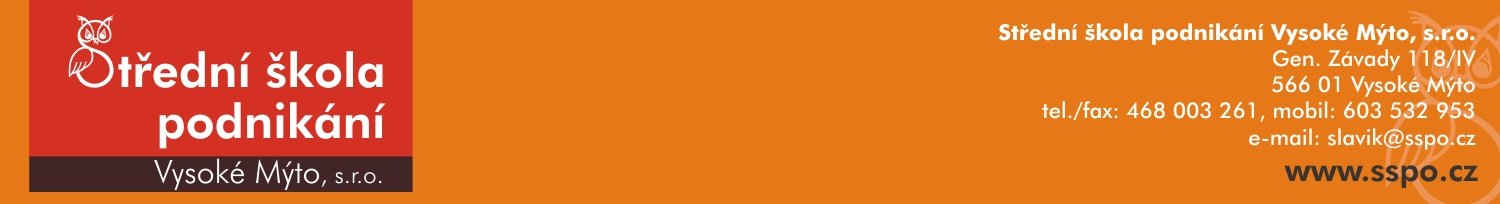 Střední škola
podnikání
Vysoké Mýto, s.r.o.
Střední škola podnikání Vysoké Mýto, s.r.o.
Gen. Závady 118/IV
566 01 Vysoké Mýto
tel./fax: 468 003 261, mobil: 603 532 953
e-mail: slavik@sspo.cz
www.sspo.cz